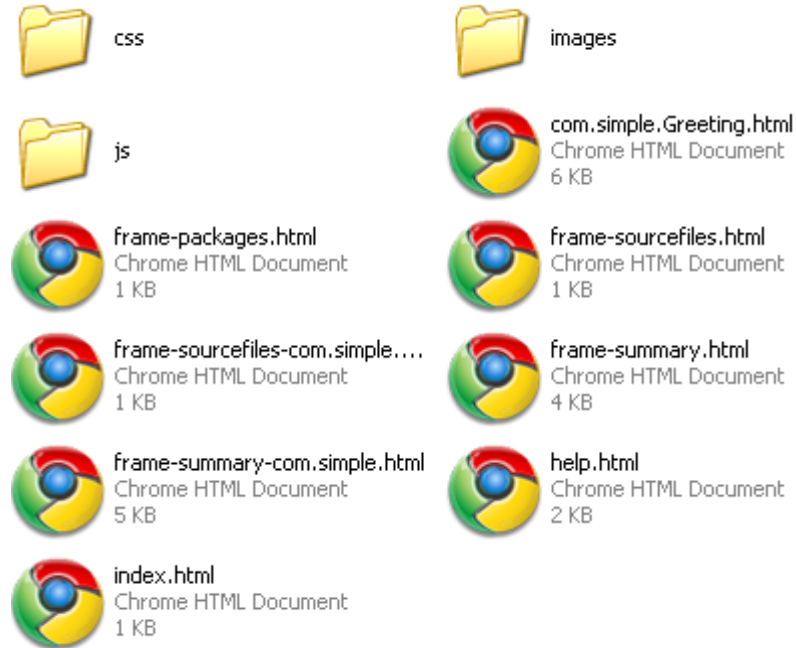 css
images
js
com.simple.Greeting.html
Chrome HTML Document
6 KB
frame-packages.html
Chrome HTML Document
1 KB
frame-sourcefiles.html
Chrome HTML Document
1 KB
frame-sourcefiles-com.simple....
Chrome HTML Document
1 KB
frame-summary.html
Chrome HTML Document
4 KB
frame-summary-com.simple.html
Chrome HTML Document
5 KB
help.html
Chrome HTML Document
2 KB
index.html
Chrome HTML Document
1 KB